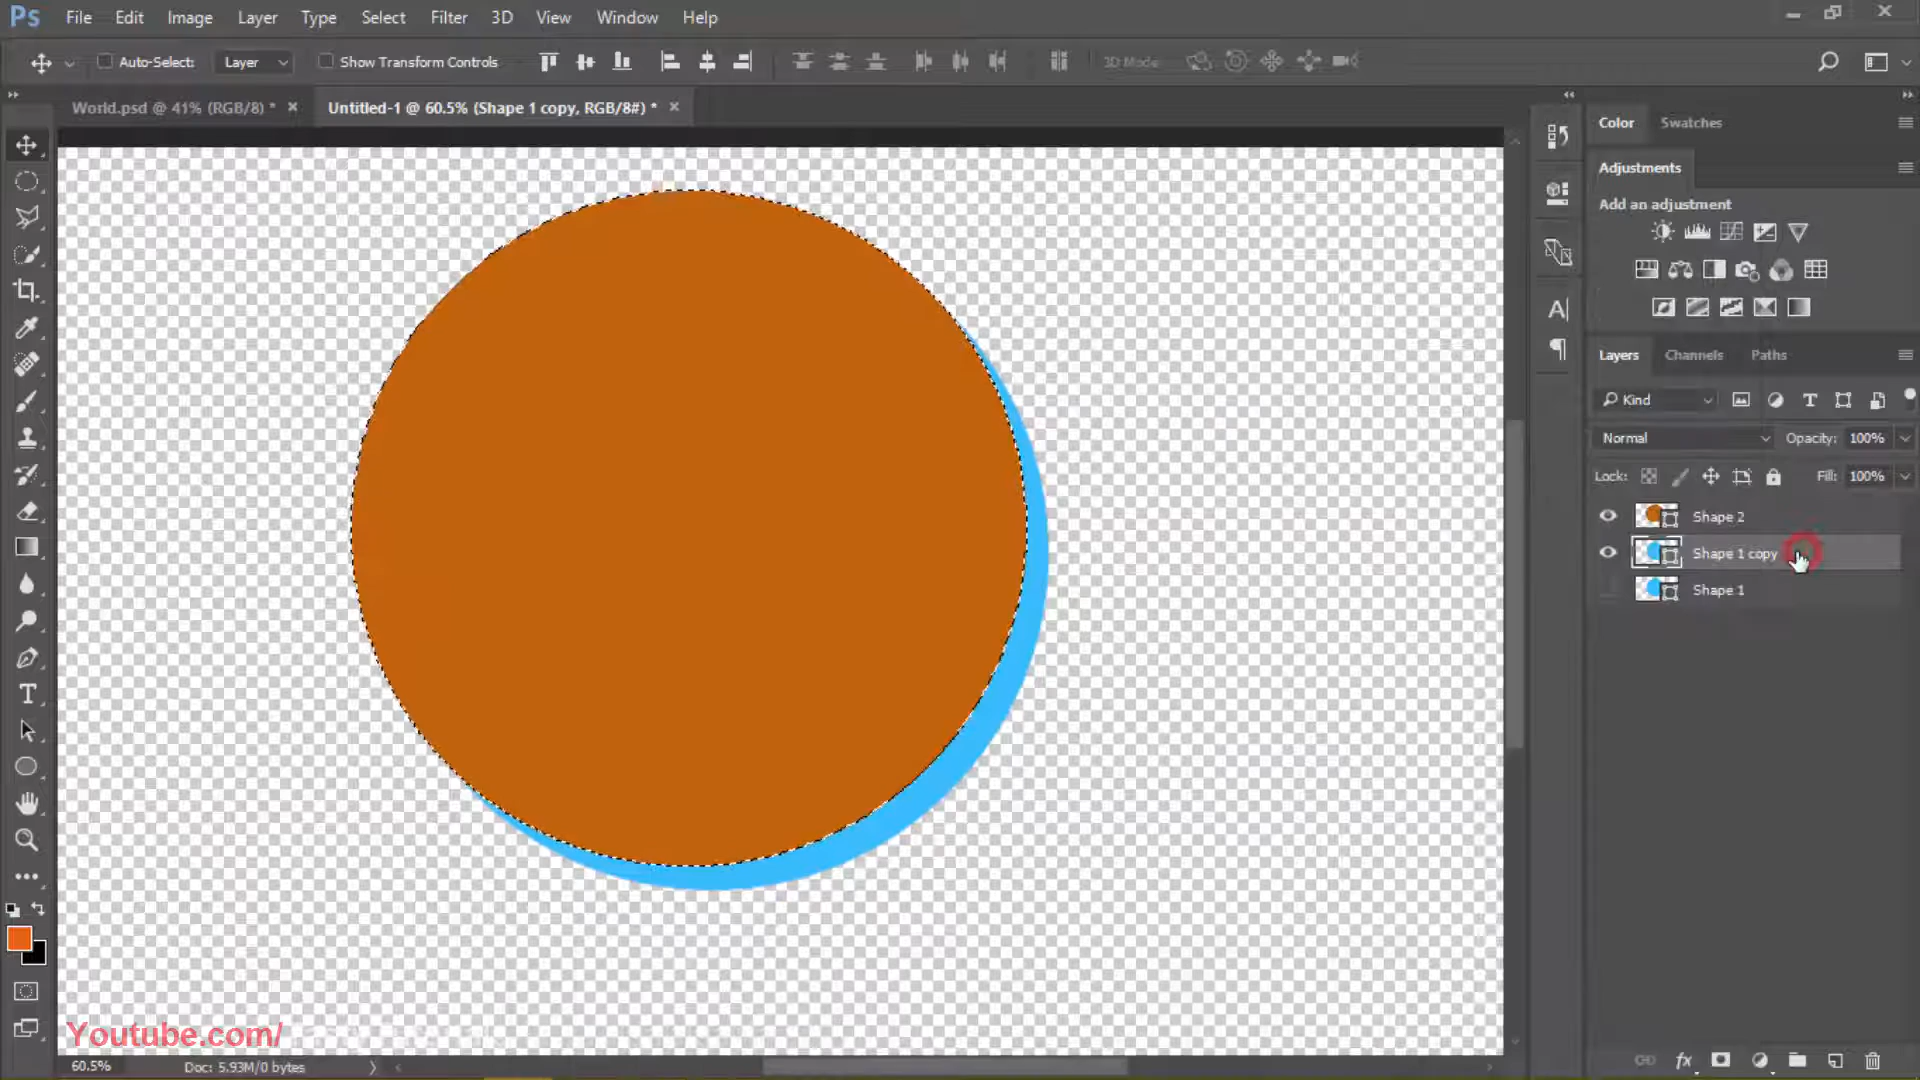 Ps File Edit Image Layer Type Select Filter 3D View Window Help
Auto-Select: Layer Show Transform Controls 3D Mode
World.psd @ 41% (RGB/8) * Untitled-1 @ 60.5% (Shape 1 copy, RGB/8#) *
Color Swatches
Adjustments
Add an adjustment
Layers Channels Paths
Kind
Normal Opacity: 100%
Lock: Fill: 100%
Shape 2
Shape 1 copy
Shape 1
Youtube.com/
60.5% Doc: 5.93M/0 bytes
fx